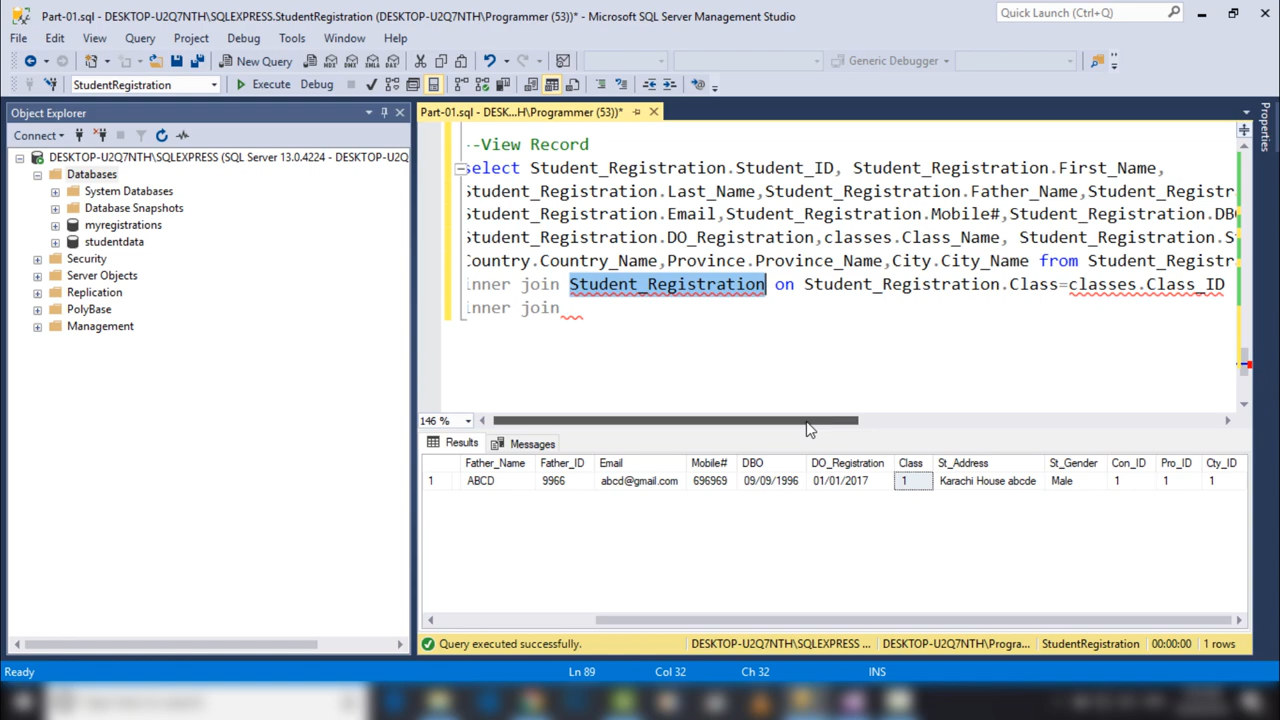 Part-01.sql - DESKTOP-U2Q7NTH\SQLEXPRESS.StudentRegistration (DESKTOP-U2Q7NTH\Programmer (53))* - Microsoft SQL Server Management Studio
Quick Launch (Ctrl+Q)
File Edit View Query Project Debug Tools Window Help
New Query
Generic Debugger
StudentRegistration
Execute Debug
Object Explorer
Part-01.sql - DESK...H\Programmer (53))*
Properties
Connect
DESKTOP-U2Q7NTH\SQLEXPRESS (SQL Server 13.0.4224 - DESKTOP-U2Q
Databases
System Databases
Database Snapshots
myregistrations
studentdata
Security
Server Objects
Replication
PolyBase
Management
--View Record
select Student_Registration.Student_ID, Student_Registration.First_Name,
Student_Registration.Last_Name,Student_Registration.Father_Name,Student_Registr
Student_Registration.Email,Student_Registration.Mobile#,Student_Registration.DBO
Student_Registration.DO_Registration,classes.Class_Name, Student_Registration.S
Country.Country_Name,Province.Province_Name,City.City_Name from Student_Registr
inner join Student_Registration on Student_Registration.Class=classes.Class_ID
inner join
146 %
Results Messages
Father_Name Father_ID Email Mobile# DBO DO_Registration Class St_Address St_Gender Con_ID Pro_ID Cty_ID
1 ABCD 9966 abcd@gmail.com 696969 09/09/1996 01/01/2017 1 Karachi House abcde Male 1 1 1
Query executed successfully. DESKTOP-U2Q7NTH\SQLEXPRESS ... DESKTOP-U2Q7NTH\Progra... StudentRegistration 00:00:00 1 rows
Ready Ln 89 Col 32 Ch 32 INS